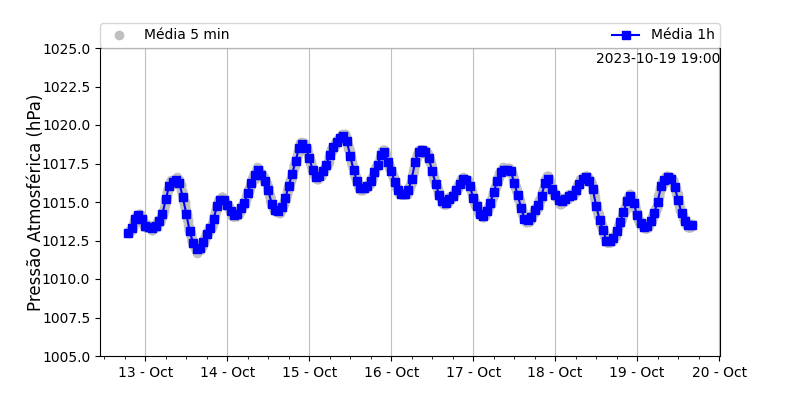 Média 5 min
Média 1h
2023-10-19 19:00
Pressão Atmosférica (hPa)
1025.0
1022.5
1020.0
1017.5
1015.0
1012.5
1010.0
1007.5
1005.0
13 - Oct
14 - Oct
15 - Oct
16 - Oct
17 - Oct
18 - Oct
19 - Oct
20 - Oct